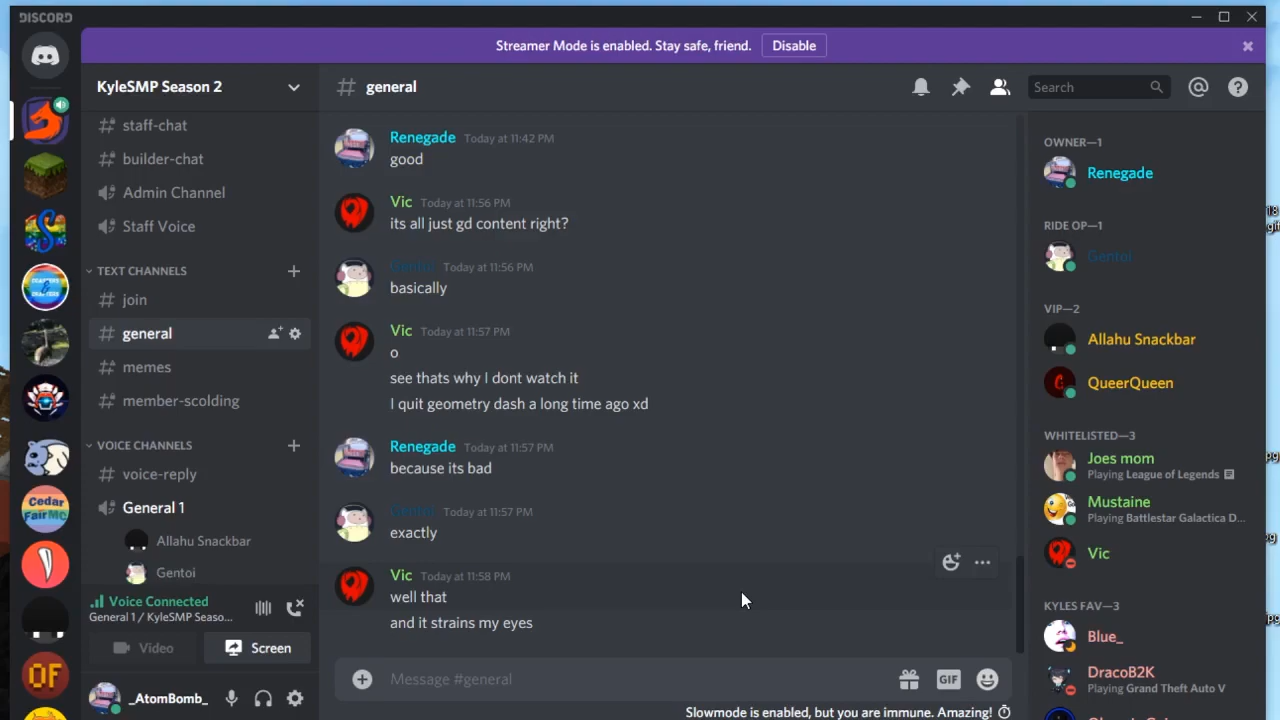 DISCORD
Streamer Mode is enabled. Stay safe, friend.
Disable
KyleSMP Season 2
staff-chat
builder-chat
Admin Channel
Staff Voice
TEXT CHANNELS
join
general
memes
member-scolding
VOICE CHANNELS
voice-reply
General 1
Allahu Snackbar
Gentoi
Voice Connected
General 1 / KyleSMP Seaso...
Video
Screen
_AtomBomb_
Cedar
FairMC
OF
general
Search
Renegade Today at 11:42 PM
good
Vic Today at 11:56 PM
its all just gd content right?
Gentoi Today at 11:56 PM
basically
Vic Today at 11:57 PM
o
see thats why I dont watch it
I quit geometry dash a long time ago xd
Renegade Today at 11:57 PM
because its bad
Gentoi Today at 11:57 PM
exactly
Vic Today at 11:58 PM
well that
and it strains my eyes
Message #general
GIF
Slowmode is enabled, but you are immune. Amazing!
OWNER—1
Renegade
RIDE OP—1
Gentoi
VIP—2
Allahu Snackbar
QueerQueen
WHITELISTED—3
Joes mom
Playing League of Legends
Mustaine
Playing Battlestar Galactica D...
Vic
KYLES FAV—3
Blue_
DracoB2K
Playing Grand Theft Auto V